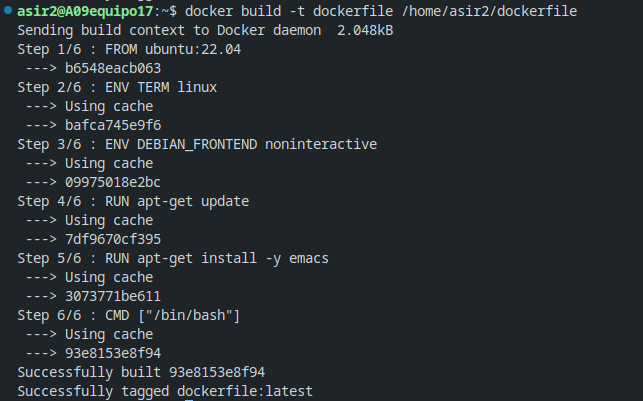 asir2@A09equipo17:~$ docker build -t dockerfile /home/asir2/dockerfile
Sending build context to Docker daemon  2.048kB
Step 1/6 : FROM ubuntu:22.04
 ---> b6548eacb063
Step 2/6 : ENV TERM linux
 ---> Using cache
 ---> bafca745e9f6
Step 3/6 : ENV DEBIAN_FRONTEND noninteractive
 ---> Using cache
 ---> 09975018e2bc
Step 4/6 : RUN apt-get update
 ---> Using cache
 ---> 7df9670cf395
Step 5/6 : RUN apt-get install -y emacs
 ---> Using cache
 ---> 3073771be611
Step 6/6 : CMD ["/bin/bash"]
 ---> Using cache
 ---> 93e8153e8f94
Successfully built 93e8153e8f94
Successfully tagged dockerfile:latest